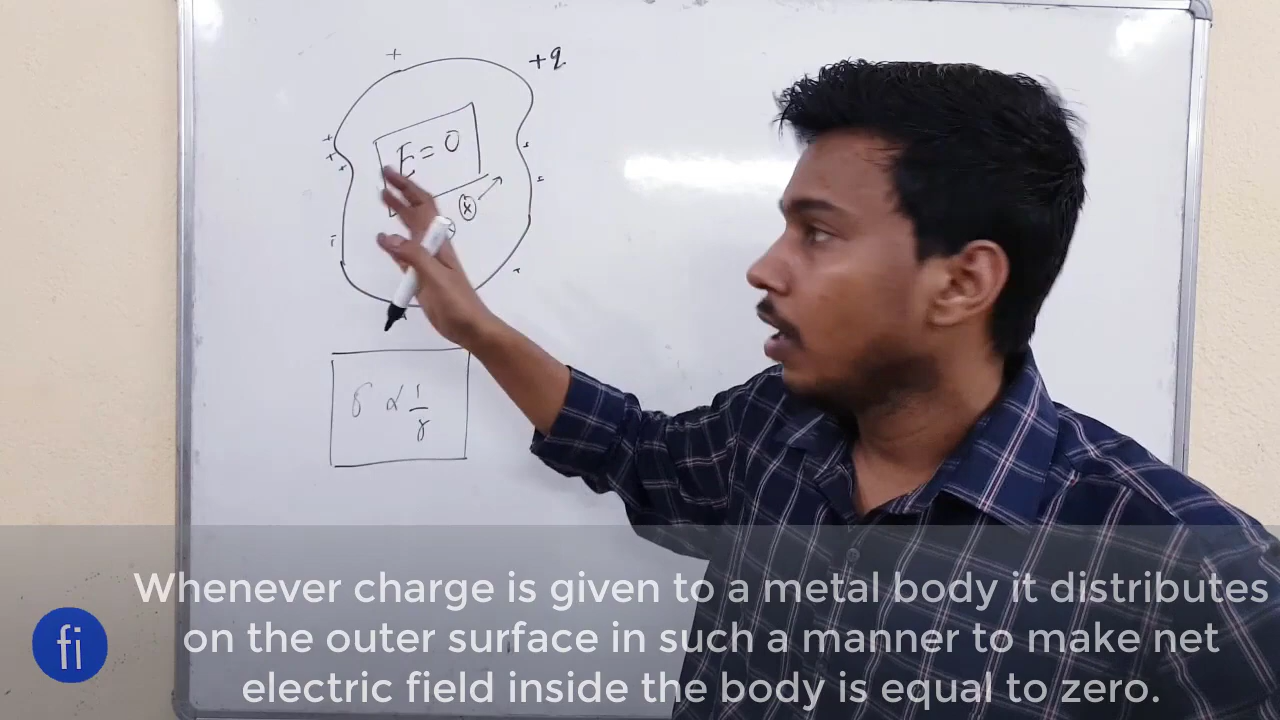 +q
E = 0
σ ∝ 1/r
Whenever charge is given to a metal body it distributes
on the outer surface in such a manner to make net
electric field inside the body is equal to zero.
fi